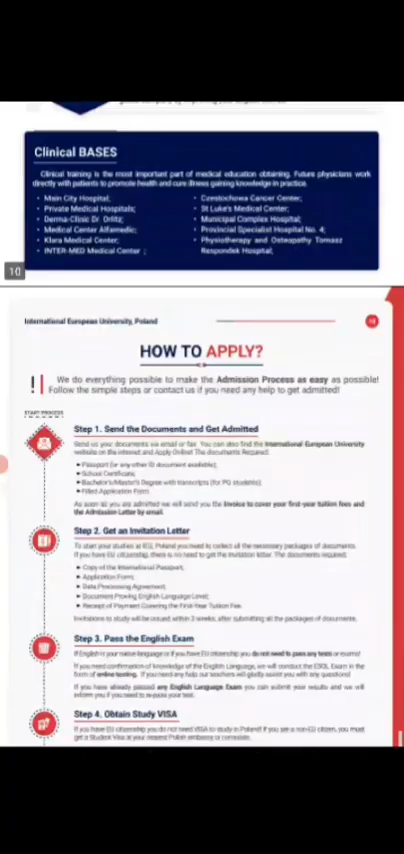 Clinical BASES
Clinical training is the most important part of medical education obtaining. Future physicians work
directly with patients to promote health and cure illness gaining knowledge in practice.
• Main City Hospital;
• Private Medical Hospitals;
• Derma-Clinic Dr. Orlitz;
• Medical Center Alfamedic;
• Klara Medical Center;
• INTER-MED Medical Center ;
• Czestochowa Cancer Center;
• St Luke's Medical Center;
• Municipal Complex Hospital;
• Provincial Specialist Hospital No. 4;
• Physiotherapy and Osteopathy Tomasz
Respondek Hospital;
10
International European University, Poland
HOW TO APPLY?
We do everything possible to make the Admission Process as easy as possible!
Follow the simple steps or contact us if you need any help to get admitted!
START PROCESS
Step 1. Send the Documents and Get Admitted
Send us your documents via email or fax. You can also find the International European University
website on the internet and Apply Online! The documents Required:
▸ Passport (or any other ID document available);
▸ School Certificate;
▸ Bachelor's/Master's Degree with transcripts (for PG students);
▸ Filled Application Form.
As soon as you are admitted we will send you the Invoice to cover your first-year tuition fees and
the Admission Letter by email.
Step 2. Get an Invitation Letter
To start your studies at IEU, Poland you need to collect all the necessary packages of documents.
If you have EU citizenship, there is no need to get the invitation letter. The documents required:
▸ Copy of the International Passport;
▸ Application Form;
▸ Data Processing Agreement;
▸ Document Proving English Language Level;
▸ Receipt of Payment Covering the First-Year Tuition Fee.
Invitations to study will be issued within 2 weeks, after submitting all the packages of documents.
Step 3. Pass the English Exam
If English is your native language or if you have EU citizenship you do not need to pass any tests or exams!
If you need confirmation of knowledge of the English Language, we will conduct the ESOL Exam in the
form of online testing. If you need any help our teachers will gladly assist you with any questions!
If you have already passed any English Language Exam you can submit your results and we will
inform you if you need to re-pass your test.
Step 4. Obtain Study VISA
If you have EU citizenship you do not need VISA to study in Poland! If you are a non-EU citizen, you must
get a Student Visa at your nearest Polish embassy or consulate.